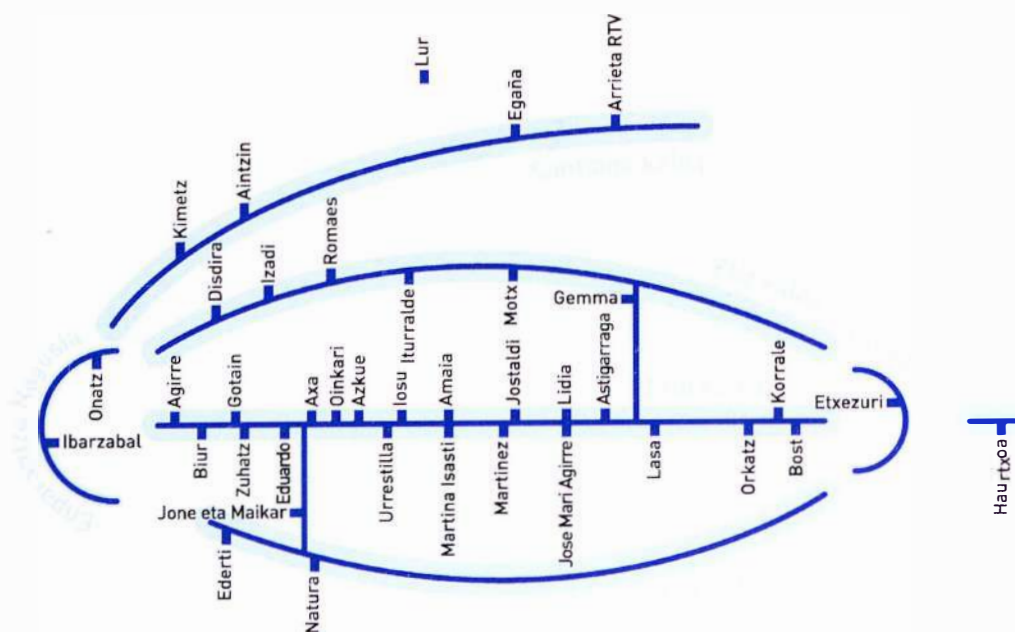 Lur
Egaña
Arrieta RTV
Aintzin
Kimetz
Disdira
Izadi
Romaes
Iturralde
Motx
Gemma
Onatz
Ibarzabal
Agirre
Gotain
Axa
Oinkari
Azkue
Iosu
Amaia
Jostaldi
Lidia
Astigarraga
Korrale
Etxezuri
Biur
Zuhatz
Eduardo
Urrestilla
Martina Isasti
Martinez
Jose Mari Agirre
Lasa
Orkatz
Bost
Jone eta Maikar
Ederti
Natura
Haurtxoa